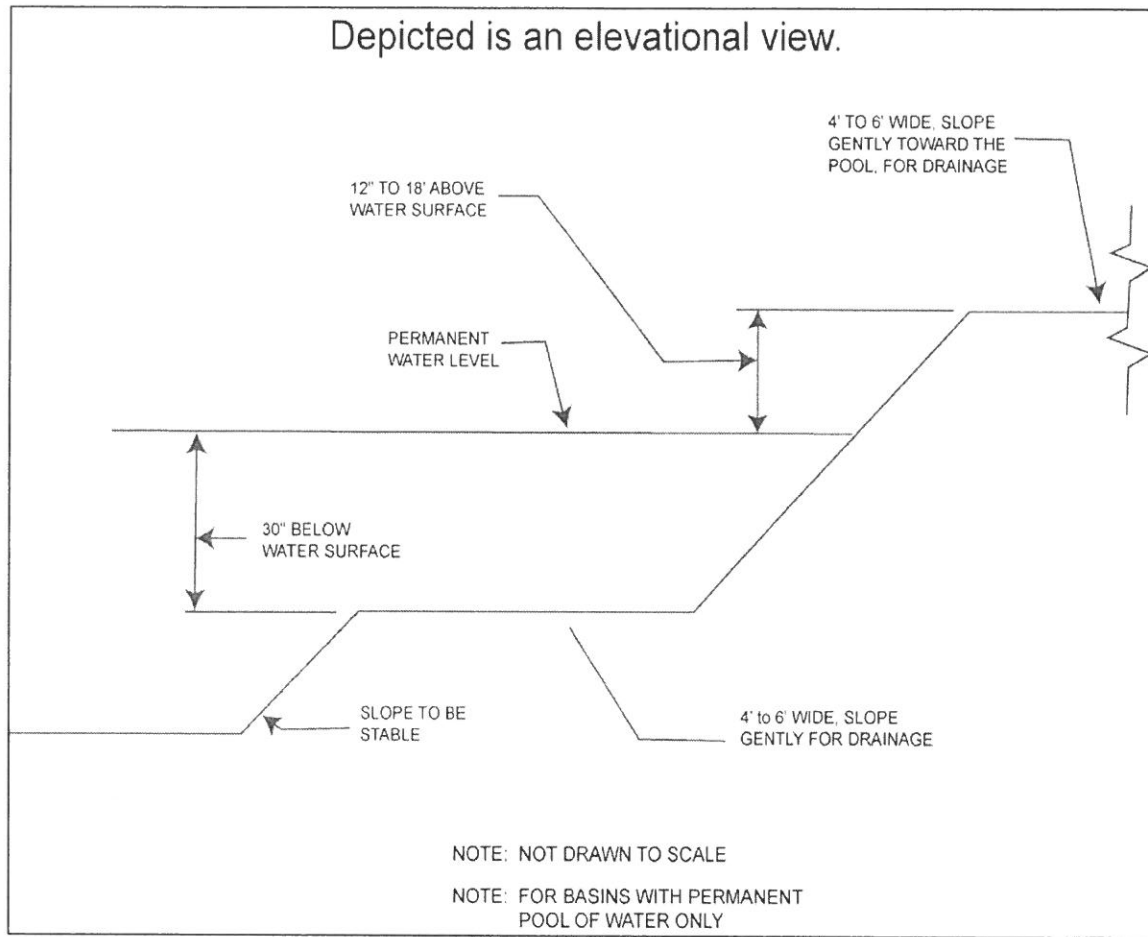 Depicted is an elevational view.
4' TO 6' WIDE, SLOPE
GENTLY TOWARD THE
POOL, FOR DRAINAGE
12" TO 18' ABOVE
WATER SURFACE
PERMANENT
WATER LEVEL
30" BELOW
WATER SURFACE
SLOPE TO BE
STABLE
4' to 6' WIDE, SLOPE
GENTLY FOR DRAINAGE
NOTE: NOT DRAWN TO SCALE
NOTE: FOR BASINS WITH PERMANENT
POOL OF WATER ONLY